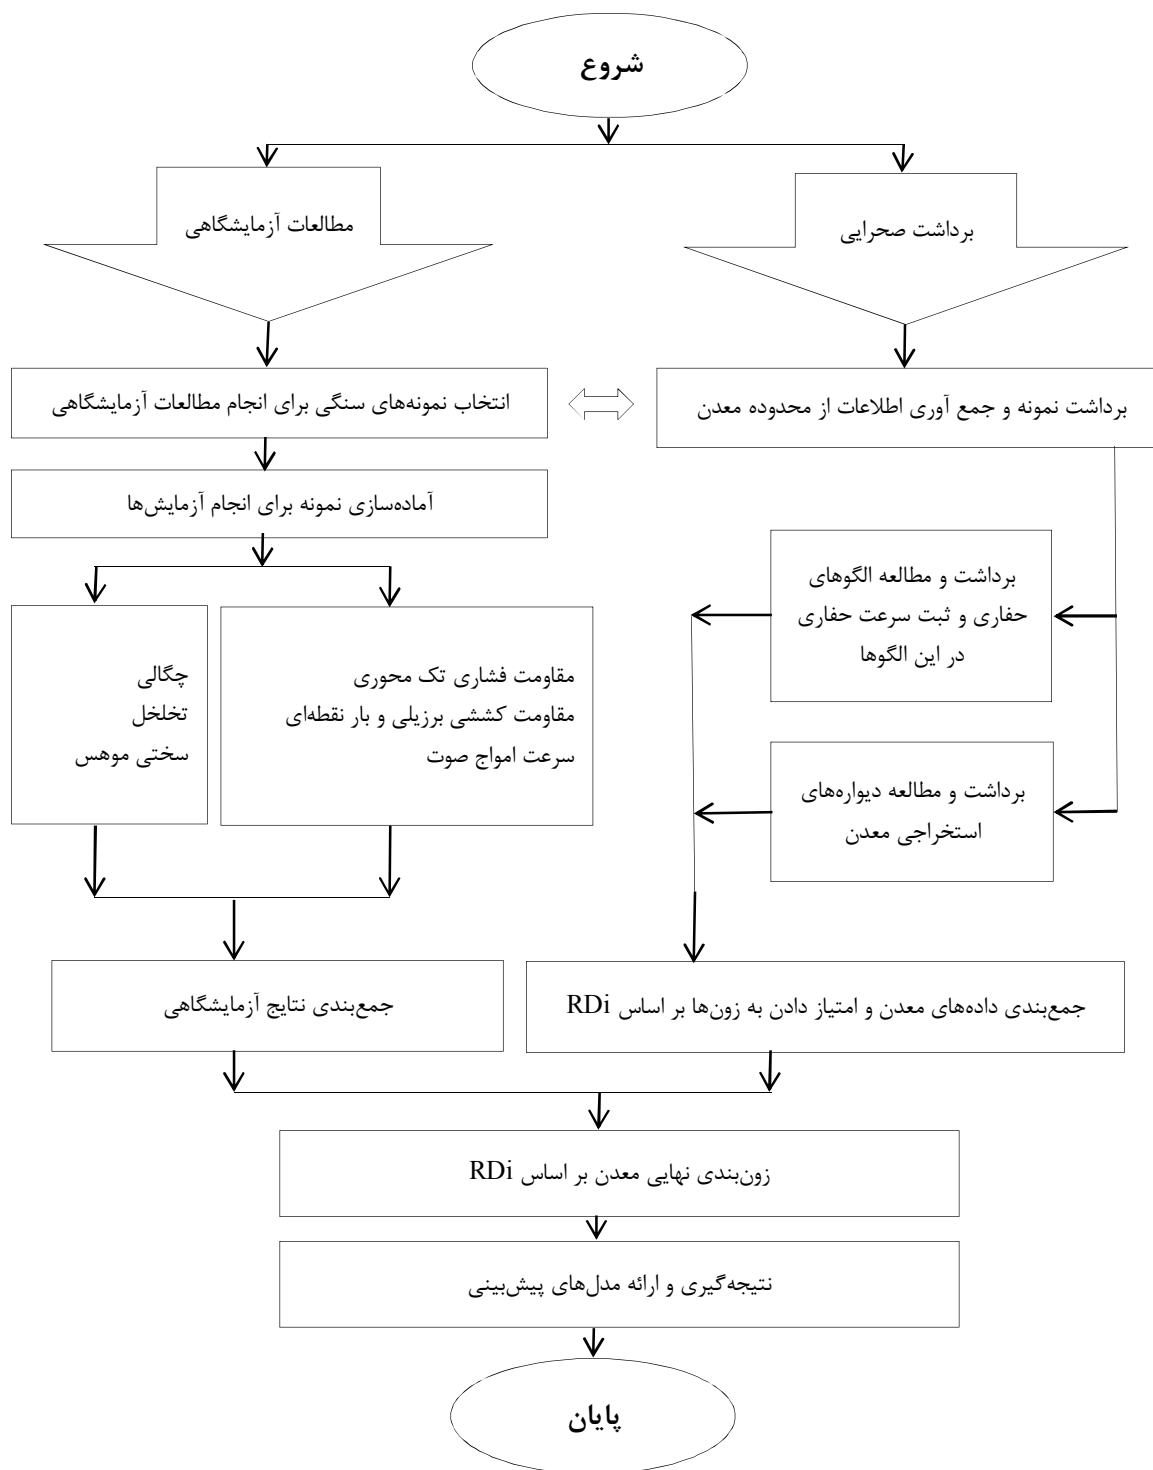 شروع
برداشت صحرایی
مطالعات آزمایشگاهی
برداشت نمونه و جمع آوری اطلاعات از محدوده معدن
انتخاب نمونه‌های سنگی برای انجام مطالعات آزمایشگاهی
آماده‌سازی نمونه برای انجام آزمایش‌ها
برداشت و مطالعه الگوهای
حفاری و ثبت سرعت حفاری
در این الگوها
مقاومت فشاری تک محوری
مقاومت کششی برزیلی و بار نقطه‌ای
سرعت امواج صوت
چگالی
تخلخل
سختی موهس
برداشت و مطالعه دیواره‌های
استخراجی معدن
جمع‌بندی داده‌های معدن و امتیاز دادن به زون‌ها بر اساس RDi
جمع‌بندی نتایج آزمایشگاهی
زون‌بندی نهایی معدن بر اساس RDi
نتیجه‌گیری و ارائه مدل‌های پیش‌بینی
پایان